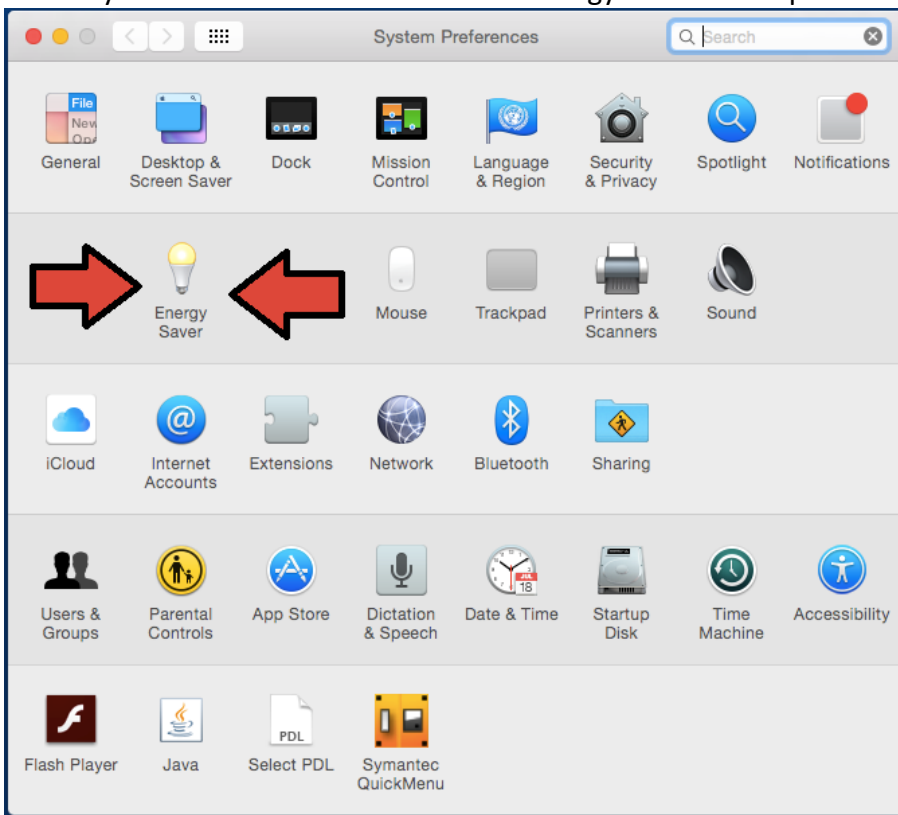 System Preferences
Search
File
New
General
Desktop &
Screen Saver
Dock
Mission
Control
Language
& Region
Security
& Privacy
Spotlight
Notifications
Energy
Saver
Mouse
Trackpad
Printers &
Scanners
Sound
iCloud
@
Internet
Accounts
Extensions
Network
Bluetooth
Sharing
Users &
Groups
Parental
Controls
App Store
Dictation
& Speech
JUL
18
Date & Time
Startup
Disk
Time
Machine
Accessibility
Flash Player
Java
PDL
Select PDL
Symantec
QuickMenu